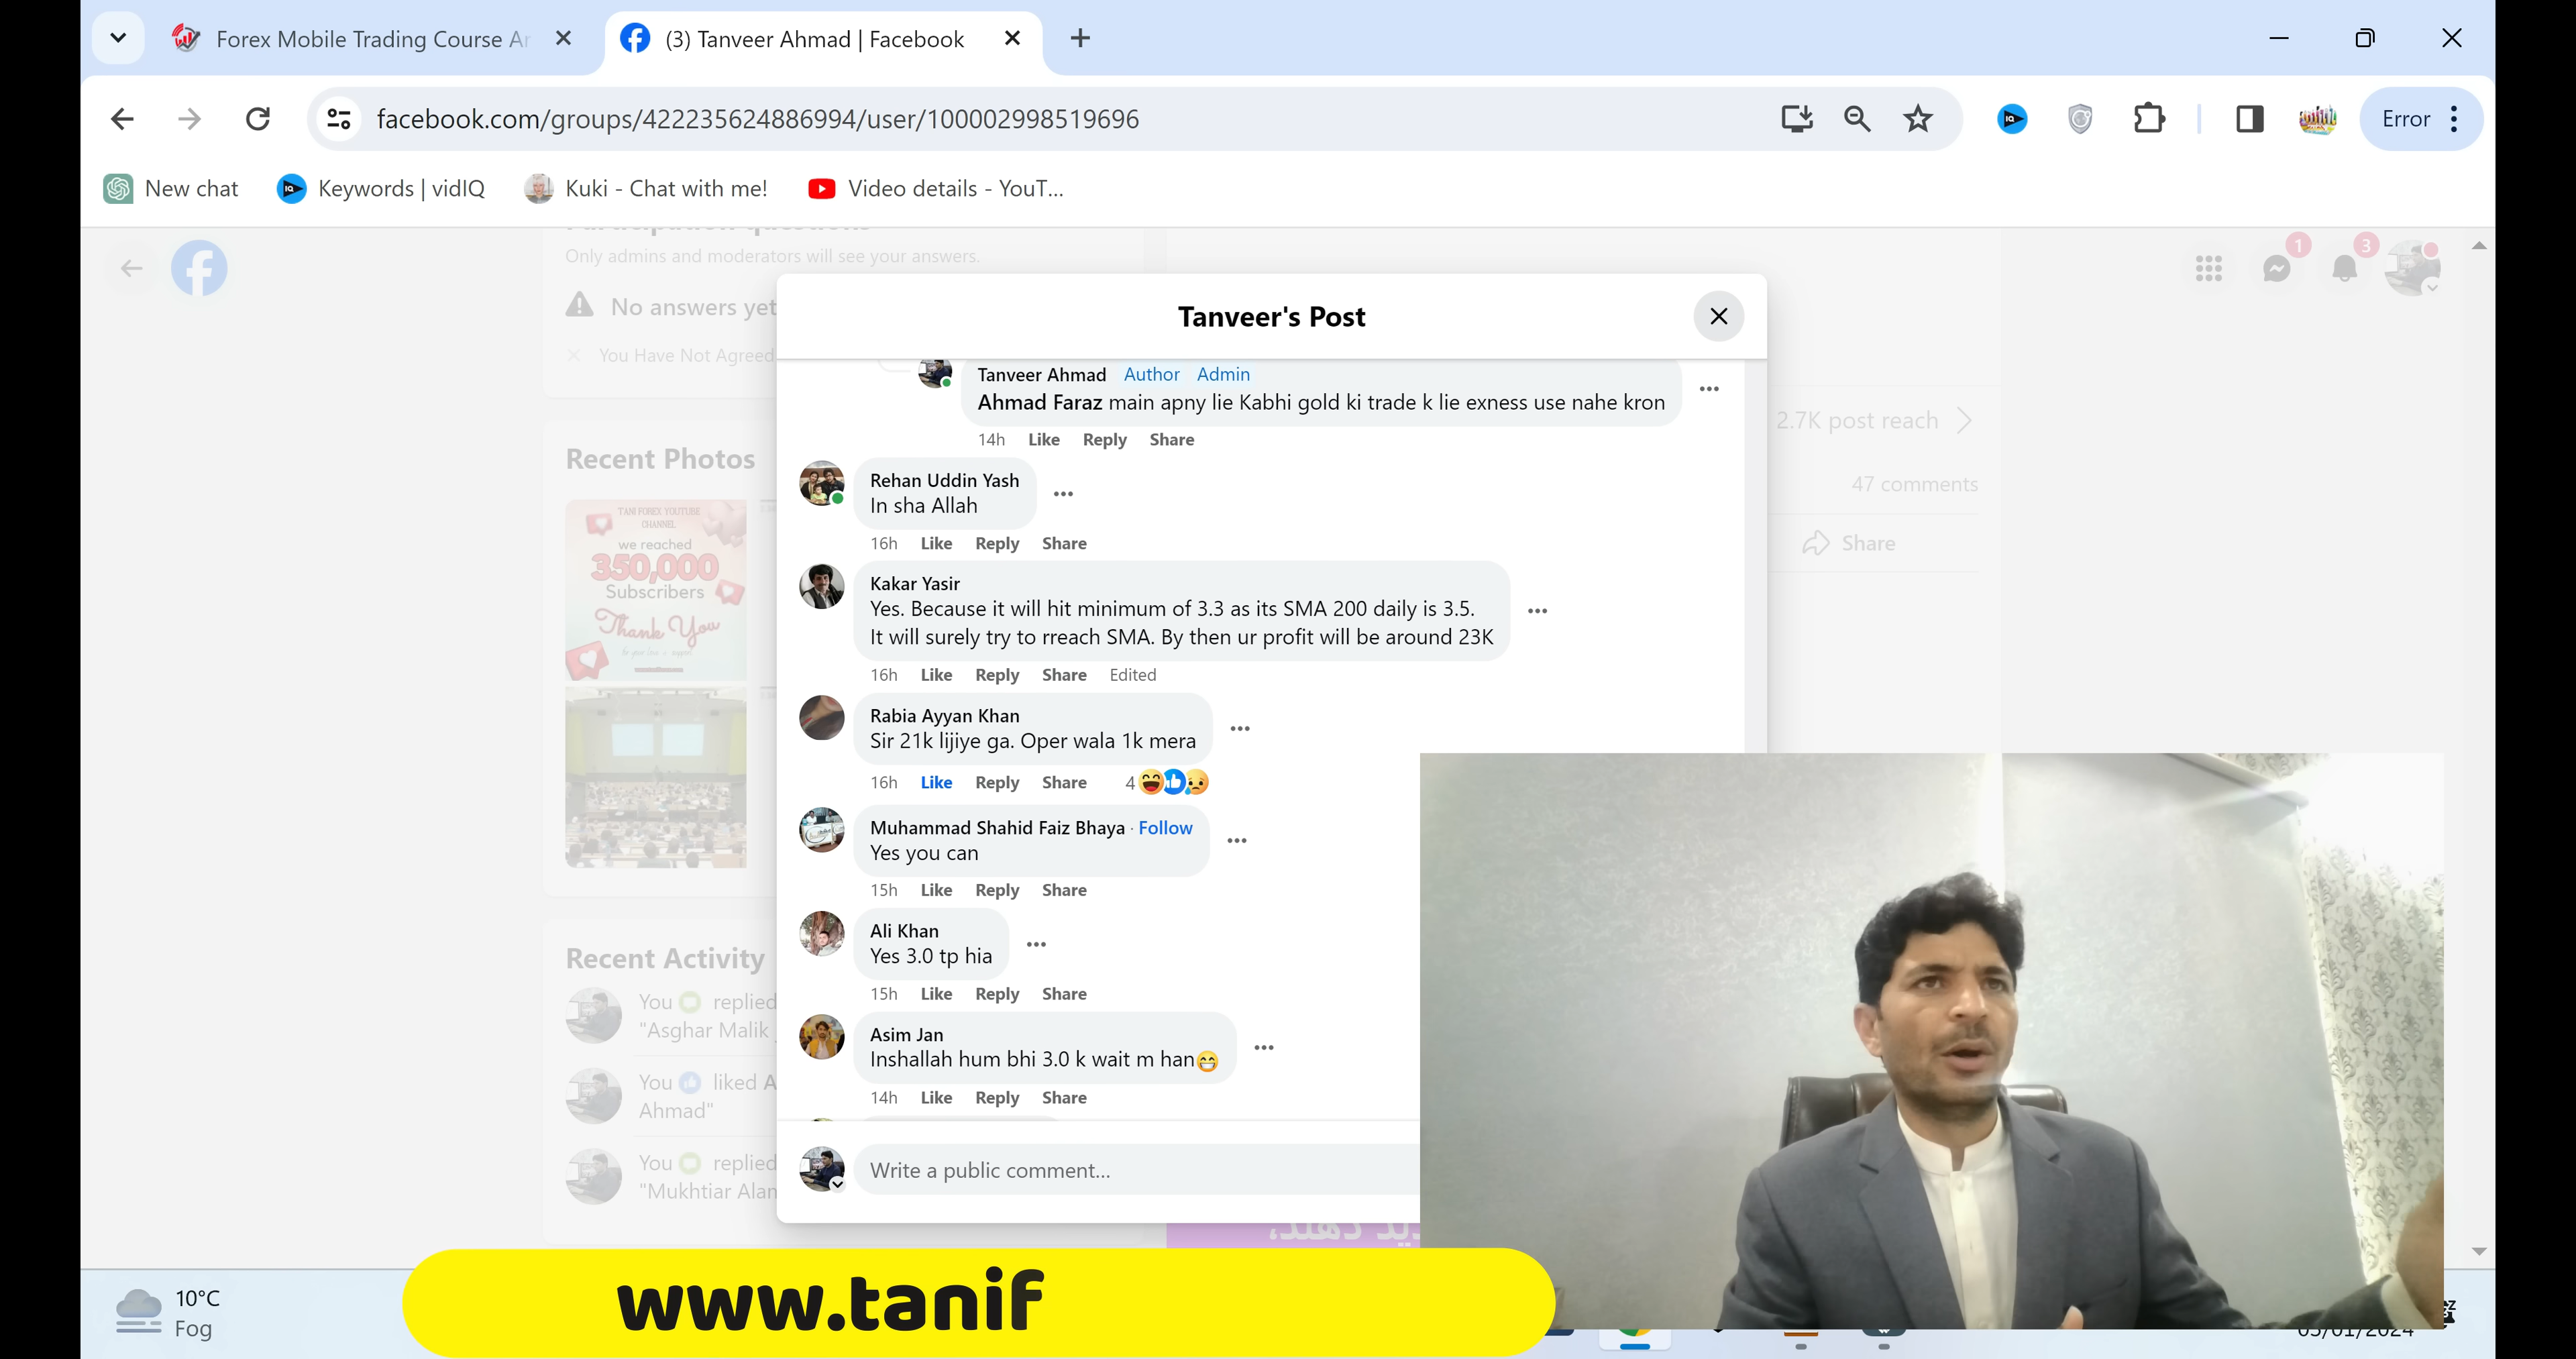 Forex Mobile Trading Course Ar
(3) Tanveer Ahmad | Facebook
facebook.com/groups/422235624886994/user/100002998519696
Error
New chat
Keywords | vidIQ
Kuki - Chat with me!
Video details - YouT...
Participation questions
Only admins and moderators will see your answers.
No answers yet
You Have Not Agreed
1
3
Tanveer's Post
Tanveer Ahmad Author Admin
Ahmad Faraz main apny lie Kabhi gold ki trade k lie exness use nahe kron
14h Like Reply Share
2.7K post reach
47 comments
Share
Recent Photos
TANI FOREX YOUTUBE
CHANNEL
we reached
350,000
Subscribers
Thank You
Rehan Uddin Yash
In sha Allah
16h Like Reply Share
Kakar Yasir
Yes. Because it will hit minimum of 3.3 as its SMA 200 daily is 3.5.
It will surely try to rreach SMA. By then ur profit will be around 23K
16h Like Reply Share Edited
Rabia Ayyan Khan
Sir 21k lijiye ga. Oper wala 1k mera
16h Like Reply Share 4
Muhammad Shahid Faiz Bhaya · Follow
Yes you can
15h Like Reply Share
Ali Khan
Yes 3.0 tp hia
15h Like Reply Share
Asim Jan
Inshallah hum bhi 3.0 k wait m han😁
14h Like Reply Share
Write a public comment...
Recent Activity
You replied
"Asghar Malik
You liked A
Ahmad"
You replied
"Mukhtiar Alan
10°C
Fog
www.tanif
05/01/2024